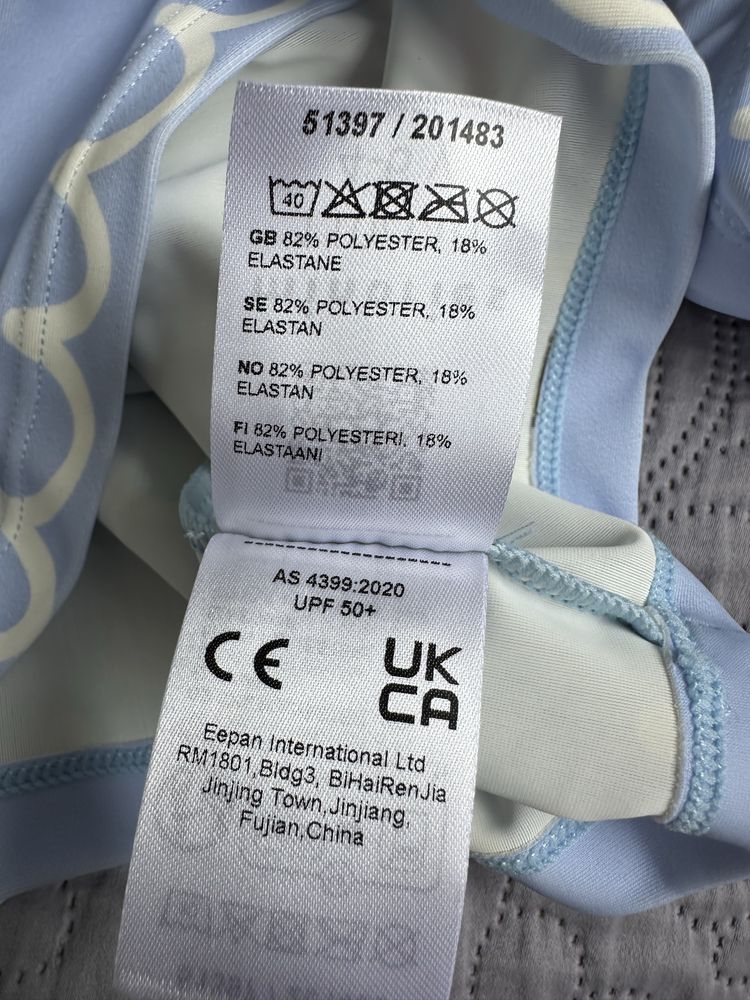 51397 / 201483
40
GB 82% POLYESTER, 18%
ELASTANE
SE 82% POLYESTER, 18%
ELASTAN
NO 82% POLYESTER, 18%
ELASTAN
FI 82% POLYESTERI, 18%
ELASTAANI
AS 4399:2020
UPF 50+
CE
UK
CA
Eepan International Ltd
RM1801,Bldg3, BiHaiRenJia
Jinjing Town,Jinjiang,
Fujian,China